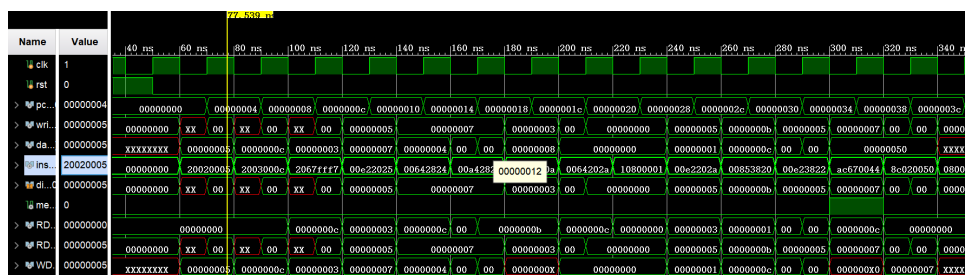 77.539 ns
Name Value 40 ns 60 ns 80 ns 100 ns 120 ns 140 ns 160 ns 180 ns 200 ns 220 ns 240 ns 260 ns 280 ns 300 ns 320 ns 340 n
clk 1
rst 0
pc... 00000004 00000000 00000004 00000008 0000000c 00000010 00000014 00000018 0000001c 00000020 00000028 0000002c 00000030 00000034 00000038 0000003c
wri... 00000005 00000000 XX 00 XX 00 XX 00 00000005 00000007 00000003 00 00000000 00000005 0000000b 00000005 00000007 00 00 0000
da... 00000005 XXXXXXXX 00000005 0000000c 00000003 00000007 00000004 00 00 00000008 00000000 00000001 0000000c 00 00 00000050 XXXX
ins... 20020005 00000000 20020005 2003000c 2067fff7 00e22025 00642824 00a428 00000012 0a 0064202a 10800001 00e2202a 00853820 00e23822 ac670044 8c020050 0800
di... 00000005 00000000 XX 00 XX 00 XX 00 00000005 00000007 00000003 00 00000000 00000005 0000000b 00000005 00000007 00 00 0000
me... 0
RD... 00000000 00000000 0000000c 00000003 0000000c 00 0000000b 0000000c 00000000 00000003 00000001 00 00 0000000c 00000000
RD... 00000005 00000000 XX 00 XX 00 XX 00 00000005 00000007 00000003 00 00000000 00000005 0000000b 00000005 00000007 00 00 0000
WD... 00000005 XXXXXXXX 00000005 0000000c 00000003 00000007 00000004 00 00 0000000X 00000000 00000001 0000000c 00 00 000000X0 000000X7 XXXX